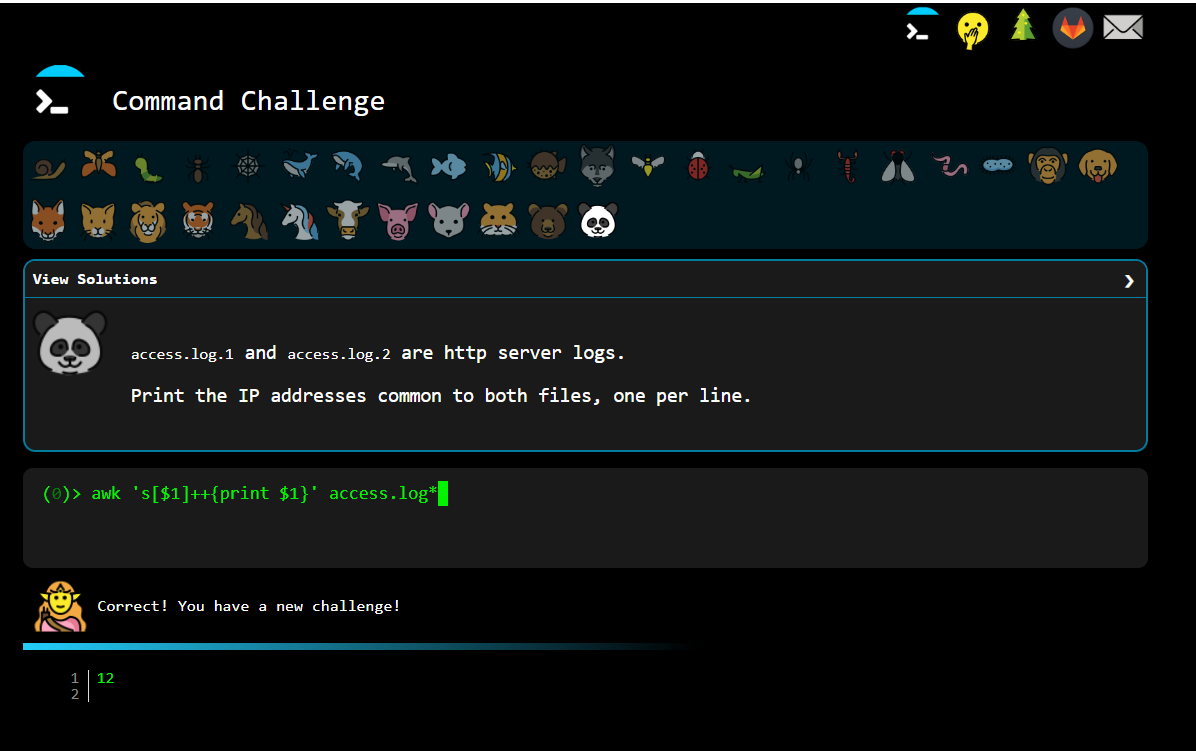 Command Challenge
View Solutions
access.log.1 and access.log.2 are http server logs.
Print the IP addresses common to both files, one per line.
(0)> awk 's[$1]++{print $1}' access.log*
Correct! You have a new challenge!
1 12
2